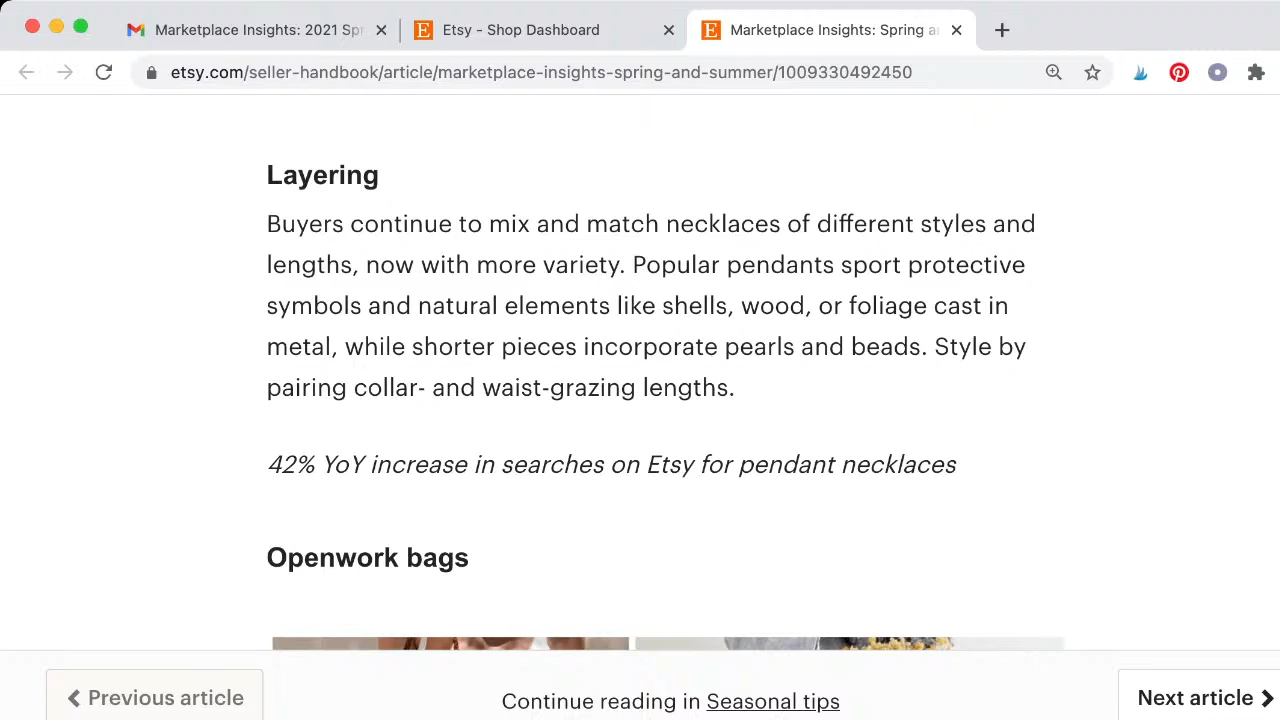 Marketplace Insights: 2021 Spr
Etsy - Shop Dashboard
Marketplace Insights: Spring a
etsy.com/seller-handbook/article/marketplace-insights-spring-and-summer/1009330492450
Layering
Buyers continue to mix and match necklaces of different styles and
lengths, now with more variety. Popular pendants sport protective
symbols and natural elements like shells, wood, or foliage cast in
metal, while shorter pieces incorporate pearls and beads. Style by
pairing collar- and waist-grazing lengths.
42% YoY increase in searches on Etsy for pendant necklaces
Openwork bags
Previous article
Continue reading in Seasonal tips
Next article